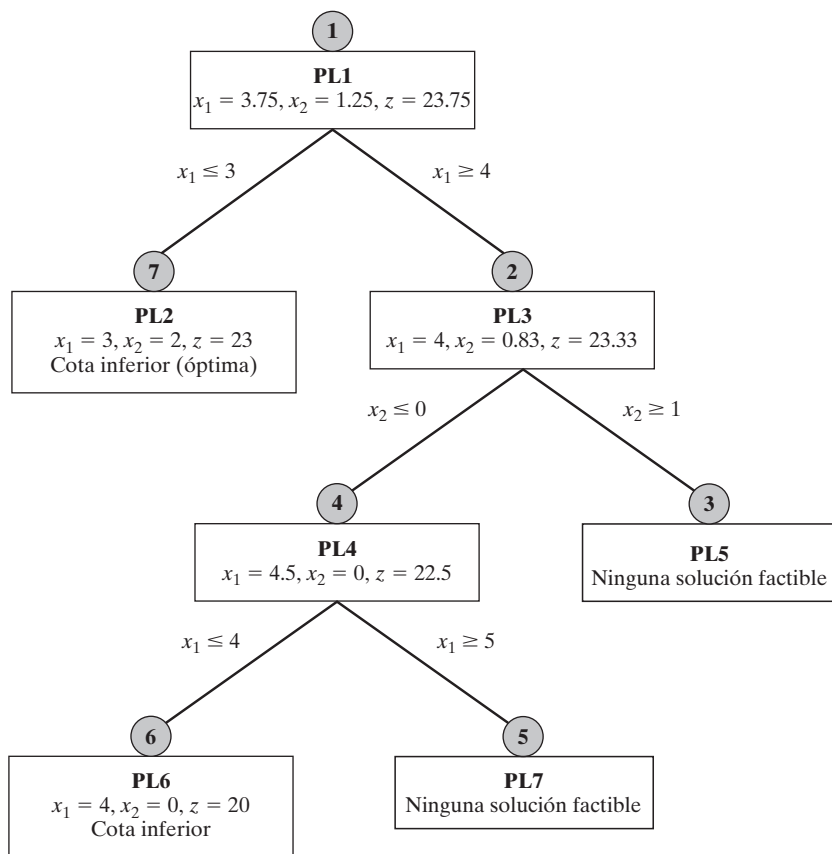 1
PL1
x₁ = 3.75, x₂ = 1.25, z = 23.75
x₁ ≤ 3
x₁ ≥ 4
7
PL2
x₁ = 3, x₂ = 2, z = 23
Cota inferior (óptima)
2
PL3
x₁ = 4, x₂ = 0.83, z = 23.33
x₂ ≤ 0
x₂ ≥ 1
4
PL4
x₁ = 4.5, x₂ = 0, z = 22.5
3
PL5
Ninguna solución factible
x₁ ≤ 4
x₁ ≥ 5
6
PL6
x₁ = 4, x₂ = 0, z = 20
Cota inferior
5
PL7
Ninguna solución factible